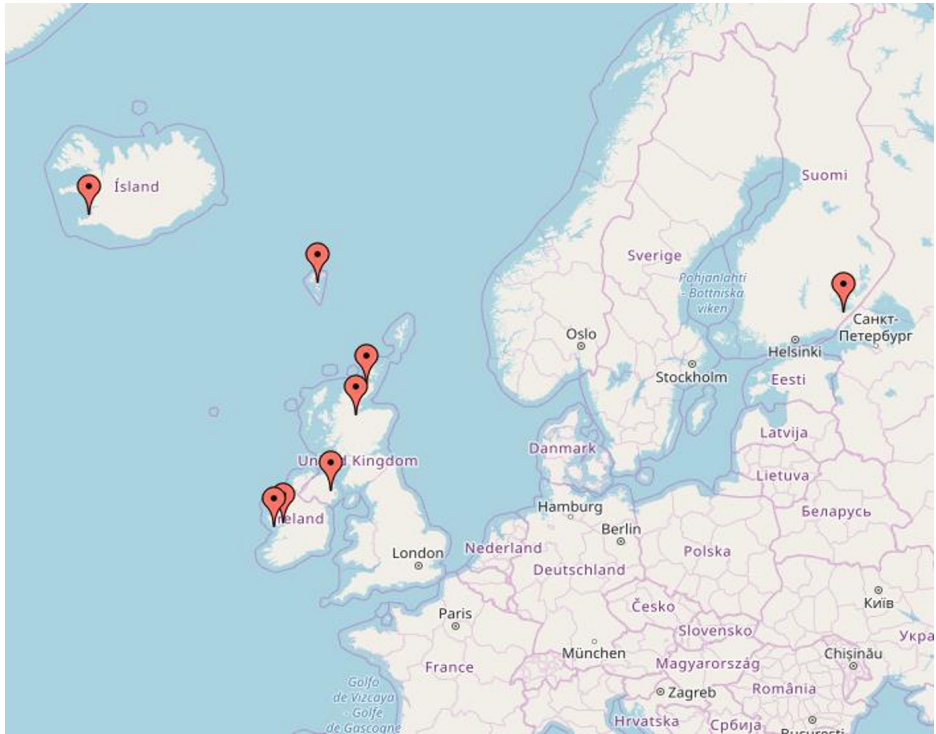 Ísland
Suomi
Sverige
Pohjanlahti
- Bottniska
viken
Санкт-
Петербург
Oslo
Helsinki
Stockholm
Eesti
Latvija
Danmark
United Kingdom
Lietuva
Hamburg
Беларусь
Ireland
Berlin
Nederland
London
Polska
Deutschland
Česko
Київ
Paris
Slovensko
Укра
München
Chișinău
France
Magyarország
Golfo
de Vizcaya
- Golfe
de Gascogne
Zagreb
România
Hrvatska
Србија
București